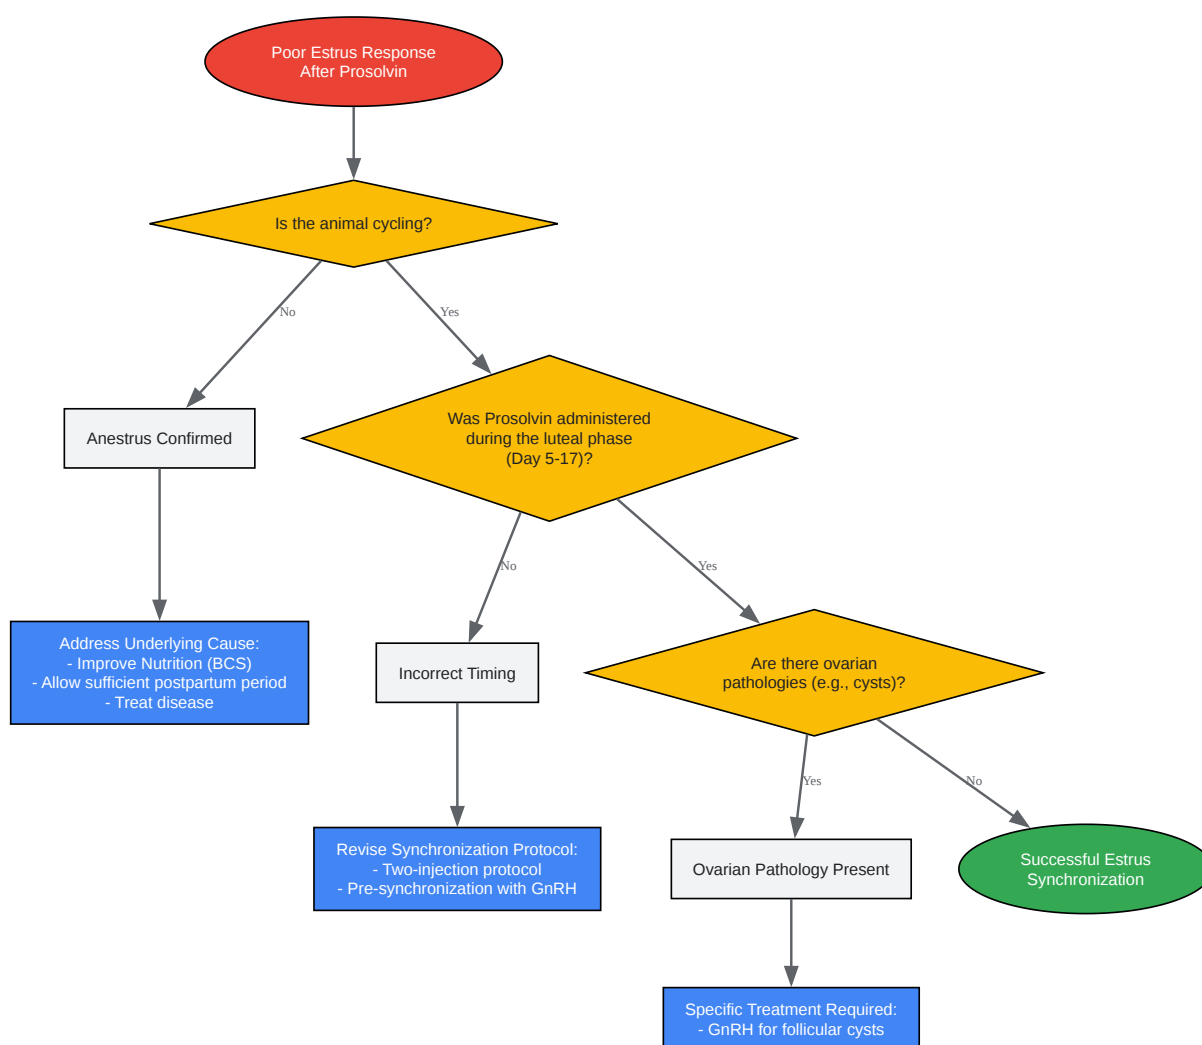 Poor Estrus Response
After Prosolvin
Is the animal cycling?
No
Yes
Was Prosolvin administered
during the luteal phase
(Day 5-17)?
Anestrus Confirmed
No
Yes
Address Underlying Cause:
- Improve Nutrition (BCS)
- Allow sufficient postpartum period
- Treat disease
Incorrect Timing
Are there ovarian
pathologies (e.g., cysts)?
Yes
No
Revise Synchronization Protocol:
- Two-injection protocol
- Pre-synchronization with GnRH
Ovarian Pathology Present
Successful Estrus
Synchronization
Specific Treatment Required:
- GnRH for follicular cysts